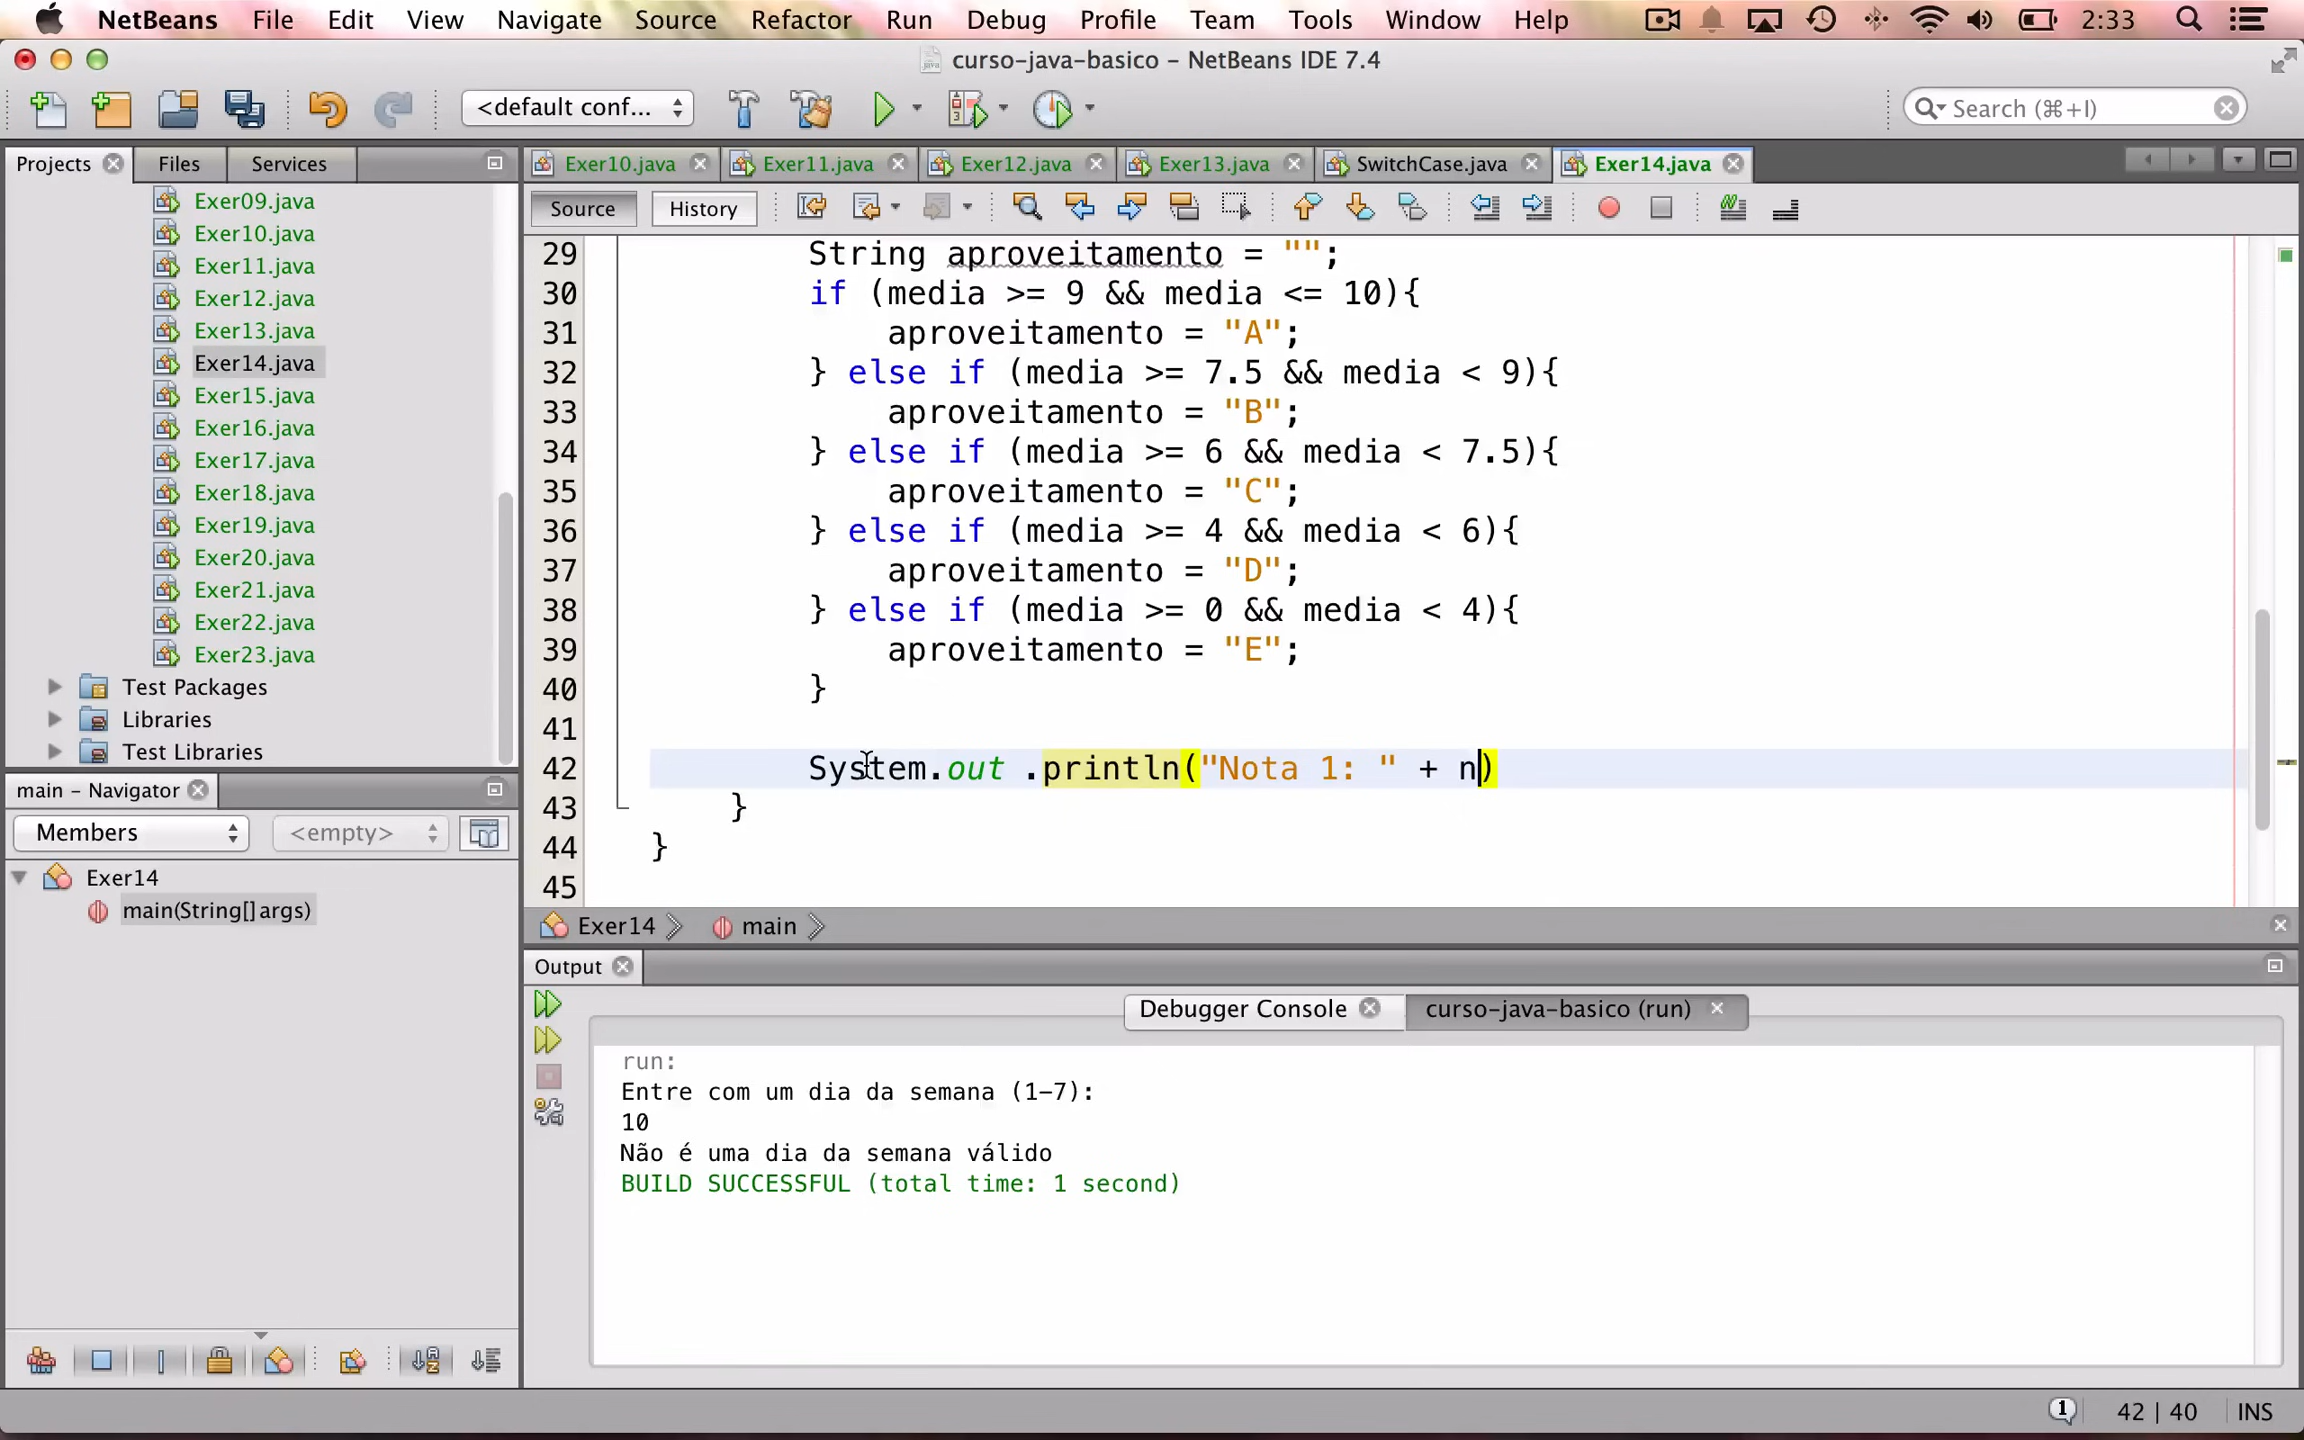 NetBeans File Edit View Navigate Source Refactor Run Debug Profile Team Tools Window Help 2:33
curso-java-basico - NetBeans IDE 7.4
<default conf... Search (⌘+I)
Projects Files Services
Exer10.java Exer11.java Exer12.java Exer13.java SwitchCase.java Exer14.java
Source History
Exer09.java
Exer10.java
Exer11.java
Exer12.java
Exer13.java
Exer14.java
Exer15.java
Exer16.java
Exer17.java
Exer18.java
Exer19.java
Exer20.java
Exer21.java
Exer22.java
Exer23.java
Test Packages
Libraries
Test Libraries
29 String aproveitamento = "";
30 if (media >= 9 && media <= 10){
31 aproveitamento = "A";
32 } else if (media >= 7.5 && media < 9){
33 aproveitamento = "B";
34 } else if (media >= 6 && media < 7.5){
35 aproveitamento = "C";
36 } else if (media >= 4 && media < 6){
37 aproveitamento = "D";
38 } else if (media >= 0 && media < 4){
39 aproveitamento = "E";
40 }
41
42 System.out .println("Nota 1: " + n)
43 }
44 }
45
main - Navigator
Members <empty>
Exer14
main(String[] args)
Exer14 main
Output
Debugger Console curso-java-basico (run)
run:
Entre com um dia da semana (1-7):
10
Não é uma dia da semana válido
BUILD SUCCESSFUL (total time: 1 second)
1 42 | 40 INS